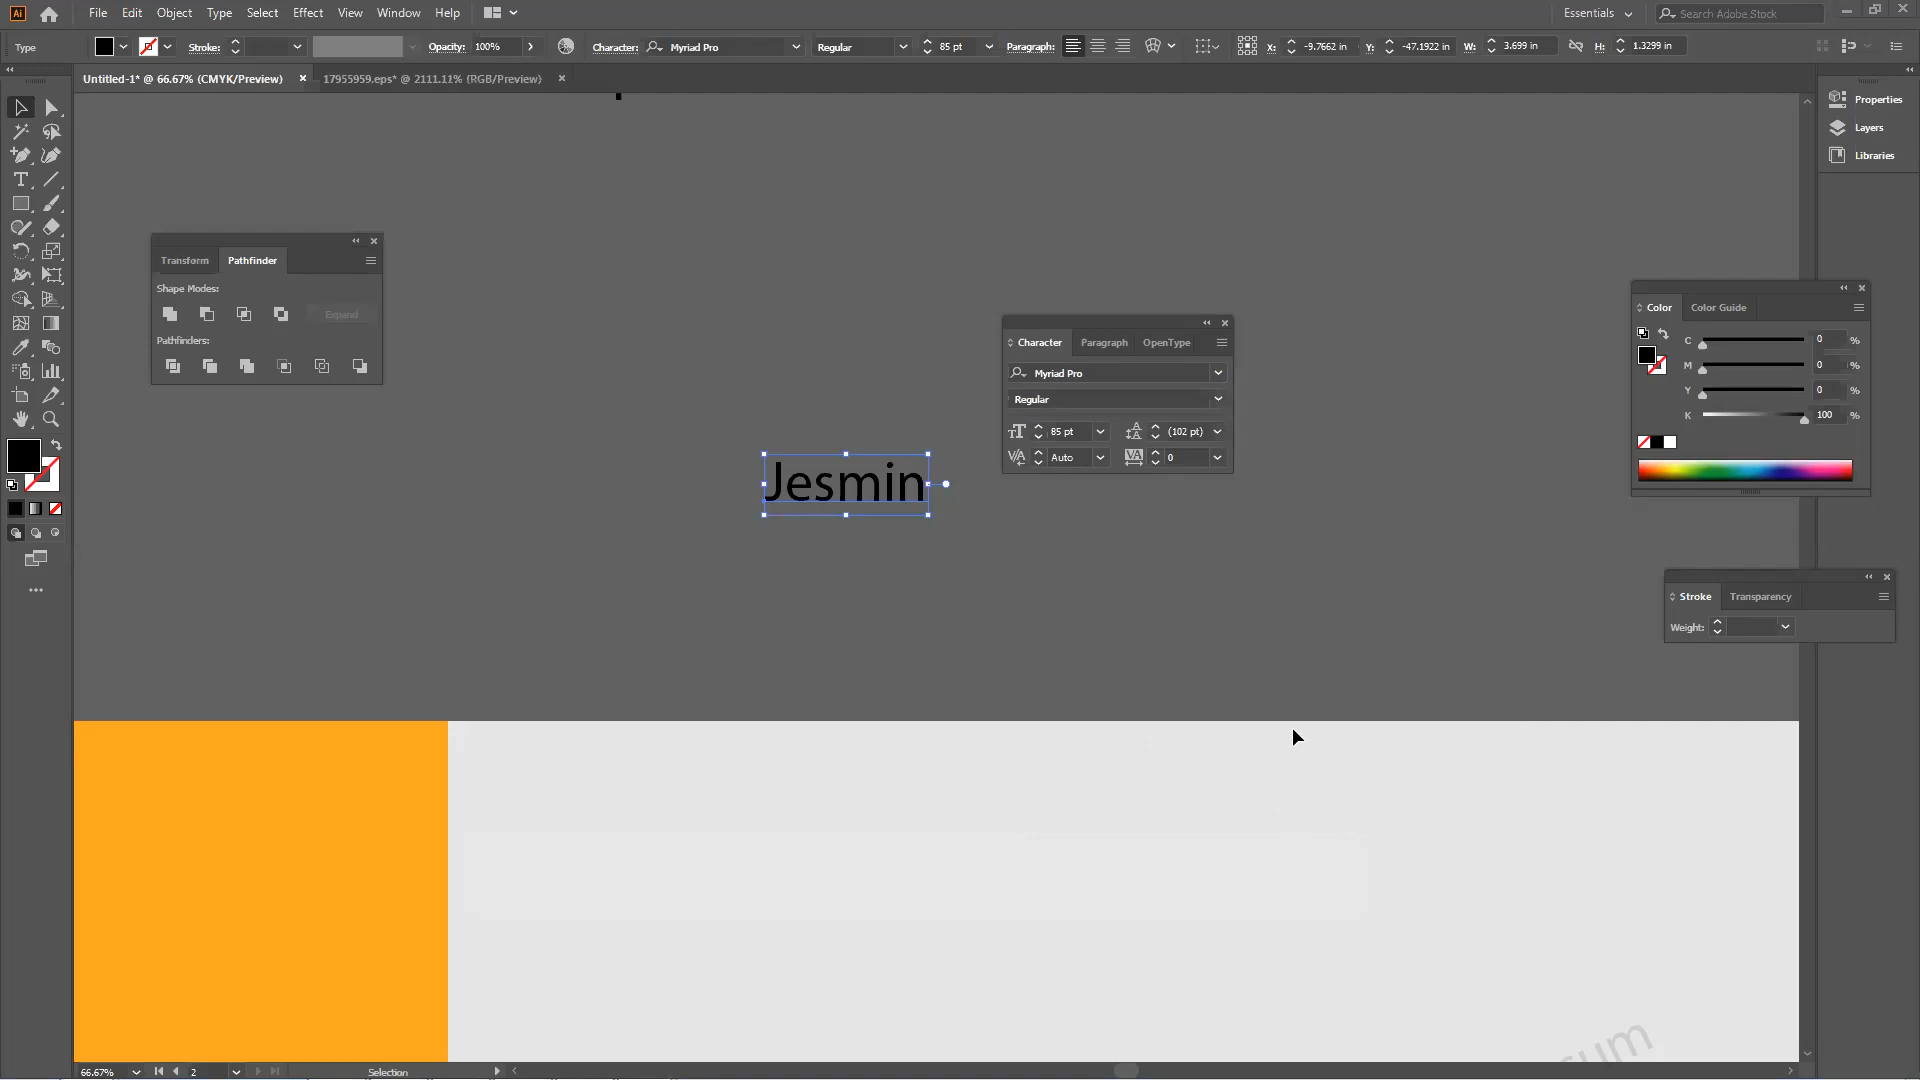 Ai
File Edit Object Type Select Effect View Window Help
Essentials
Search Adobe Stock
Type
Stroke:
Opacity: 100%
Character: Myriad Pro
Regular
85 pt
Paragraph:
X: -9.7662 in
Y: -47.1922 in
W: 3.699 in
H: 1.3299 in
Untitled-1* @ 66.67% (CMYK/Preview) ×
17955959.eps* @ 2111.11% (RGB/Preview) ×
Properties
Layers
Libraries
Transform Pathfinder
Shape Modes:
Expand
Pathfinders:
Character Paragraph OpenType
Myriad Pro
Regular
85 pt
(102 pt)
Auto
0
Jesmin
Color Color Guide
C 0 %
M 0 %
Y 0 %
K 100 %
Stroke Transparency
Weight:
sum
66.67%
2
Selection